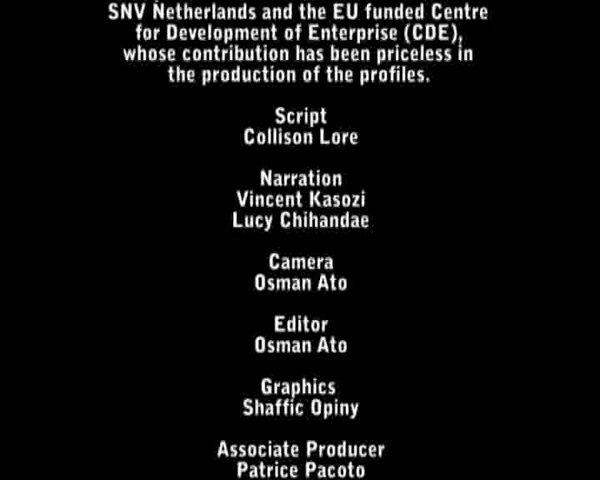 SNV Netherlands and the EU funded Centre
for Development of Enterprise (CDE),
whose contribution has been priceless in
the production of the profiles.
Script
Collison Lore
Narration
Vincent Kasozi
Lucy Chihandae
Camera
Osman Ato
Editor
Osman Ato
Graphics
Shaffic Opiny
Associate Producer
Patrice Pacoto